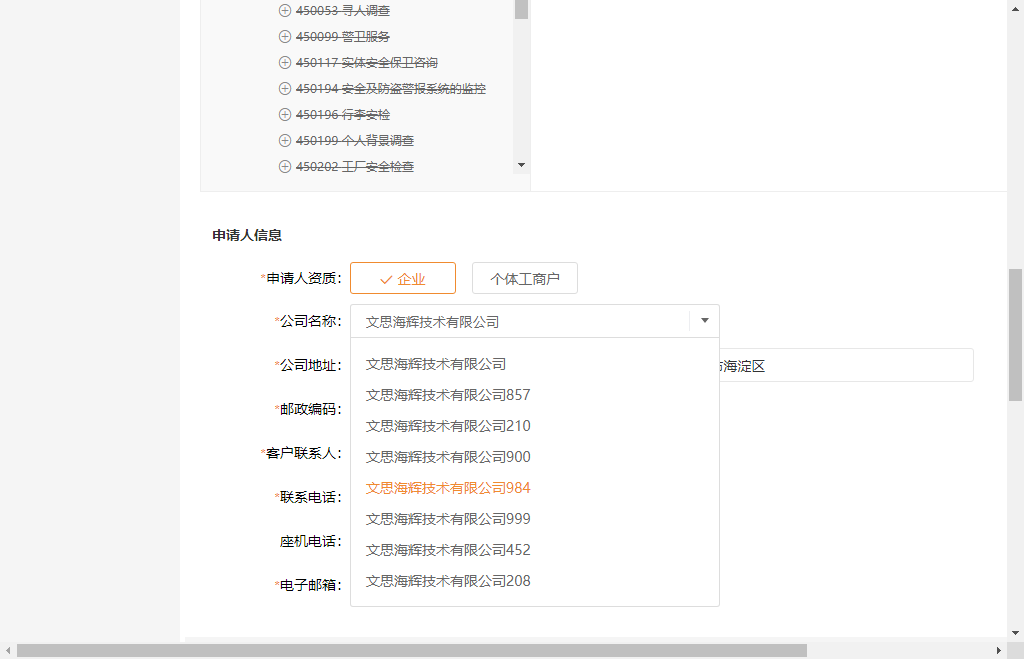 450053 寻人调查
450099 警卫服务
450117 实体安全保卫咨询
450194 安全及防盗警报系统的监控
450196 行李安检
450199 个人背景调查
450202 工厂安全检查
申请人信息
*申请人资质： 企业 个体工商户
*公司名称： 文思海辉技术有限公司
*公司地址： 海淀区
文思海辉技术有限公司
文思海辉技术有限公司857
*邮政编码：
文思海辉技术有限公司210
*客户联系人： 文思海辉技术有限公司900
文思海辉技术有限公司984
*联系电话：
文思海辉技术有限公司999
座机电话： 文思海辉技术有限公司452
*电子邮箱： 文思海辉技术有限公司208